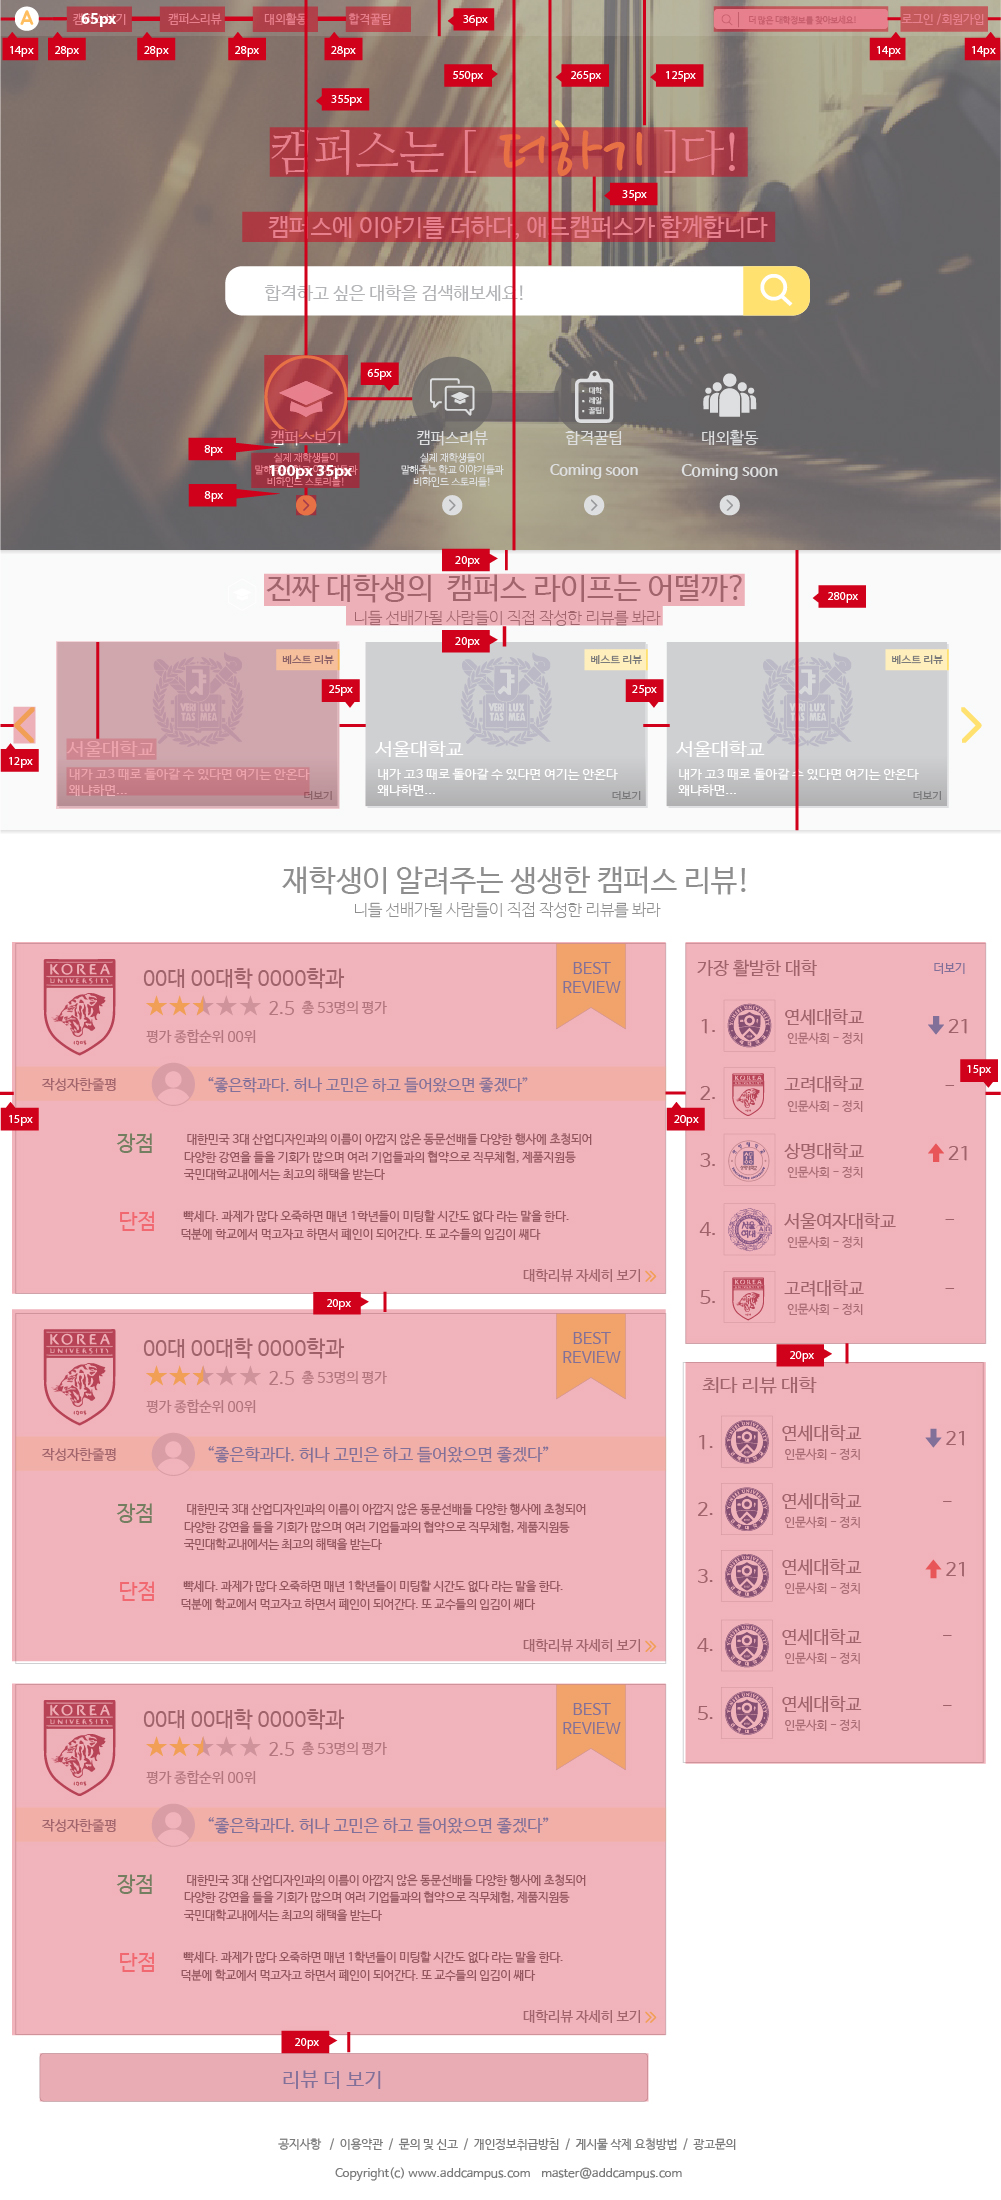 A
65px
캠퍼스리뷰
대외활동
합격꿀팁
36px
더 많은 대학정보를 찾아보세요!
로그인 /회원가입
14px
28px
28px
28px
28px
14px
14px
550px
265px
125px
355px
캠퍼스는 [ 더하기 ]다!
35px
캠퍼스에 이야기를 더하다, 애드캠퍼스가 함께합니다
합격하고 싶은 대학을 검색해보세요!
65px
대학
레알
꿀팁!
캠퍼스보기
캠퍼스리뷰
합격꿀팁
대외활동
8px
실제 재학생들이
100px 35px
비하인드 스토리들!
실제 재학생들이
말해주는 학교 이야기들과
비하인드 스토리들!
Coming soon
Coming soon
8px
20px
진짜 대학생의 캠퍼스 라이프는 어떨까?
280px
니들 선배가될 사람들이 직접 작성한 리뷰를 봐라
20px
베스트 리뷰
베스트 리뷰
베스트 리뷰
25px
25px
VERI LUX
TAS MEA
VERI LUX
TAS MEA
VERI LUX
TAS MEA
12px
서울대학교
내가 고3 때로 돌아갈 수 있다면 여기는 안온다
왜냐하면...
더보기
서울대학교
내가 고3 때로 돌아갈 수 있다면 여기는 안온다
왜냐하면...
더보기
서울대학교
내가 고3 때로 돌아갈 수 있다면 여기는 안온다
왜냐하면...
더보기
재학생이 알려주는 생생한 캠퍼스 리뷰!
니들 선배가될 사람들이 직접 작성한 리뷰를 봐라
KOREA
UNIVERSITY
1905
00대 00대학 0000학과
2.5 총 53명의 평가
평가 종합순위 00위
BEST
REVIEW
작성자한줄평
“좋은학과다. 허나 고민은 하고 들어왔으면 좋겠다”
15px
20px
장점
대한민국 3대 산업디자인과의 이름이 아깝지 않은 동문선배들 다양한 행사에 초청되어
다양한 강연을 들을 기회가 많으며 여러 기업들과의 협약으로 직무체험, 제품지원등
국민대학교내에서는 최고의 해택을 받는다
단점
빡세다. 과제가 많다 오죽하면 매년 1학년들이 미팅할 시간도 없다 라는 말을 한다.
덕분에 학교에서 먹고자고 하면서 폐인이 되어간다. 또 교수들의 입김이 쌔다
대학리뷰 자세히 보기 »
20px
KOREA
UNIVERSITY
1905
00대 00대학 0000학과
2.5 총 53명의 평가
평가 종합순위 00위
BEST
REVIEW
작성자한줄평
“좋은학과다. 허나 고민은 하고 들어왔으면 좋겠다”
장점
대한민국 3대 산업디자인과의 이름이 아깝지 않은 동문선배들 다양한 행사에 초청되어
다양한 강연을 들을 기회가 많으며 여러 기업들과의 협약으로 직무체험, 제품지원등
국민대학교내에서는 최고의 해택을 받는다
단점
빡세다. 과제가 많다 오죽하면 매년 1학년들이 미팅할 시간도 없다 라는 말을 한다.
덕분에 학교에서 먹고자고 하면서 폐인이 되어간다. 또 교수들의 입김이 쌔다
대학리뷰 자세히 보기 »
KOREA
UNIVERSITY
1905
00대 00대학 0000학과
2.5 총 53명의 평가
평가 종합순위 00위
BEST
REVIEW
작성자한줄평
“좋은학과다. 허나 고민은 하고 들어왔으면 좋겠다”
장점
대한민국 3대 산업디자인과의 이름이 아깝지 않은 동문선배들 다양한 행사에 초청되어
다양한 강연을 들을 기회가 많으며 여러 기업들과의 협약으로 직무체험, 제품지원등
국민대학교내에서는 최고의 해택을 받는다
단점
빡세다. 과제가 많다 오죽하면 매년 1학년들이 미팅할 시간도 없다 라는 말을 한다.
덕분에 학교에서 먹고자고 하면서 폐인이 되어간다. 또 교수들의 입김이 쌔다
대학리뷰 자세히 보기 »
20px
리뷰 더 보기
가장 활발한 대학
더보기
1. 연세대학교 21
인문사회 – 정치
15px
2. 고려대학교 –
인문사회 – 정치
3. 상명대학교 21
인문사회 – 정치
4. 서울여자대학교 –
인문사회 – 정치
5. 고려대학교 –
인문사회 – 정치
20px
최다 리뷰 대학
1. 연세대학교 21
인문사회 – 정치
2. 연세대학교 –
인문사회 – 정치
3. 연세대학교 21
인문사회 – 정치
4. 연세대학교 –
인문사회 – 정치
5. 연세대학교 –
인문사회 – 정치
공지사항 / 이용약관 / 문의 및 신고 / 개인정보취급방침 / 게시물 삭제 요청방법 / 광고문의
Copyright(c) www.addcampus.com master@addcampus.com